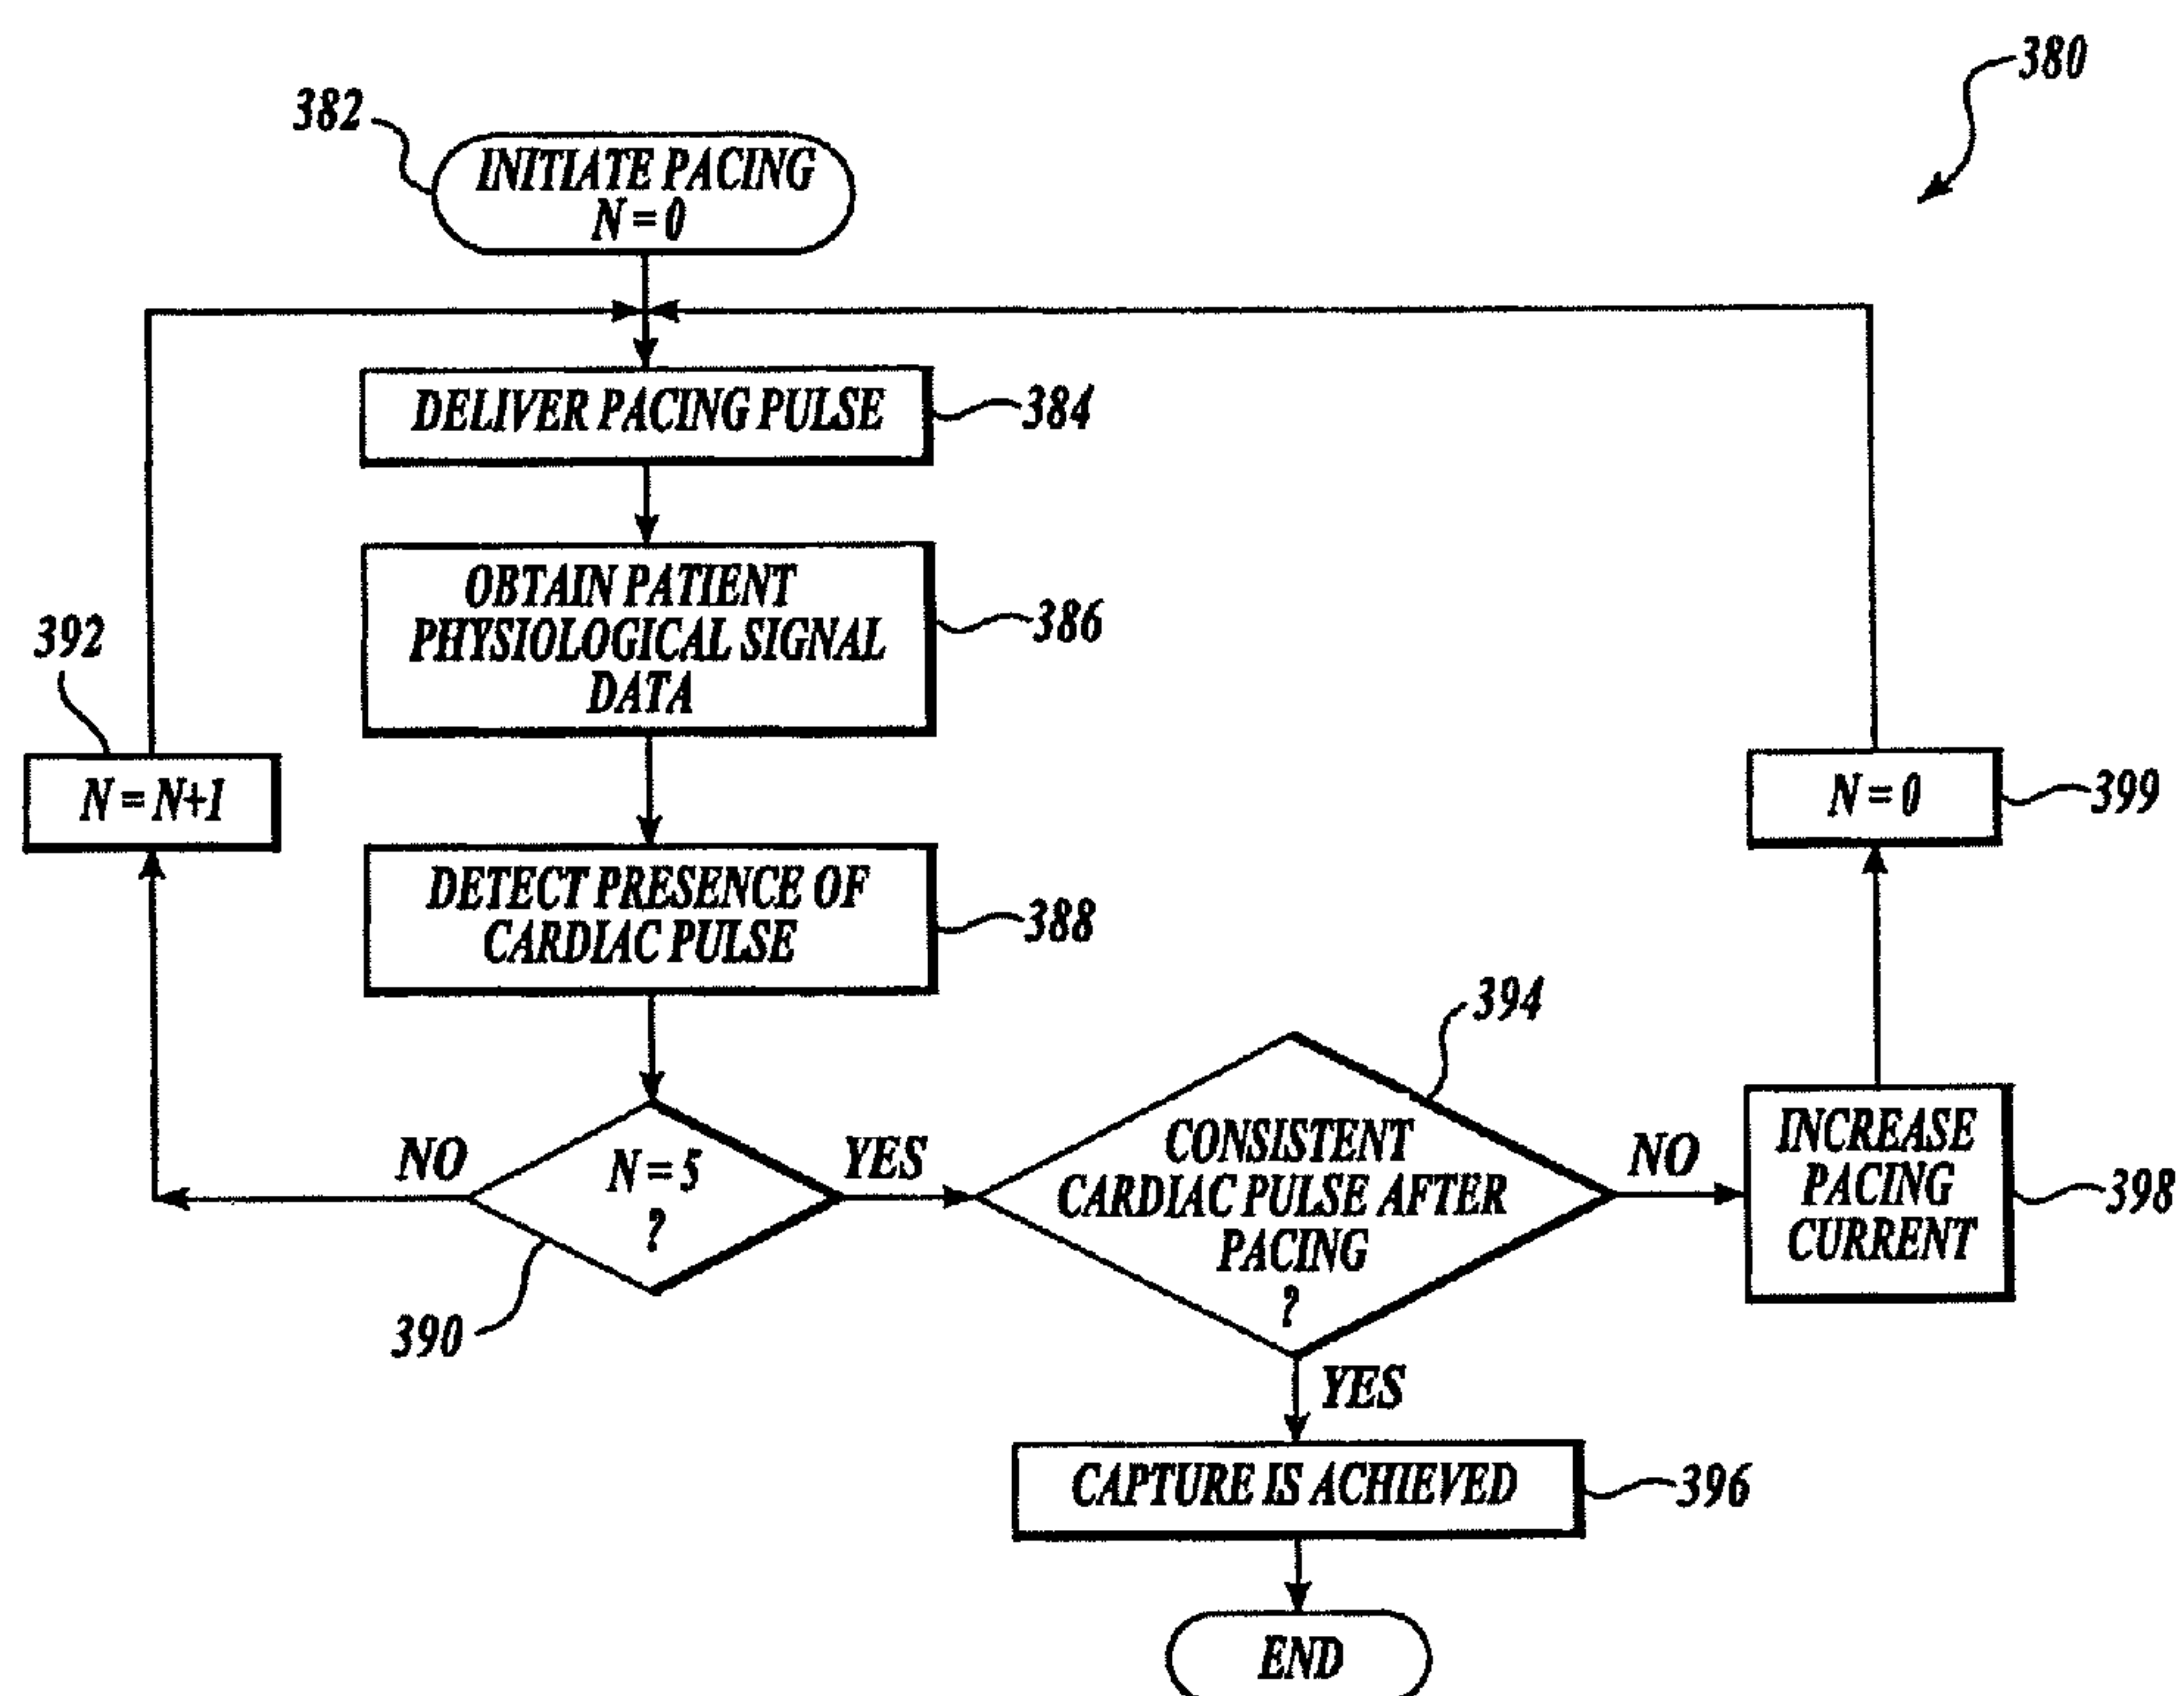 380
382
INITIATE PACING
N = 0
DELIVER PACING PULSE
384
OBTAIN PATIENT
PHYSIOLOGICAL SIGNAL
DATA
386
392
N = N+1
N = 0
399
DETECT PRESENCE OF
CARDIAC PULSE
388
394
NO
N = 5
?
YES
390
CONSISTENT
CARDIAC PULSE AFTER
PACING
?
NO
INCREASE
PACING
CURRENT
398
YES
CAPTURE IS ACHIEVED
396
END